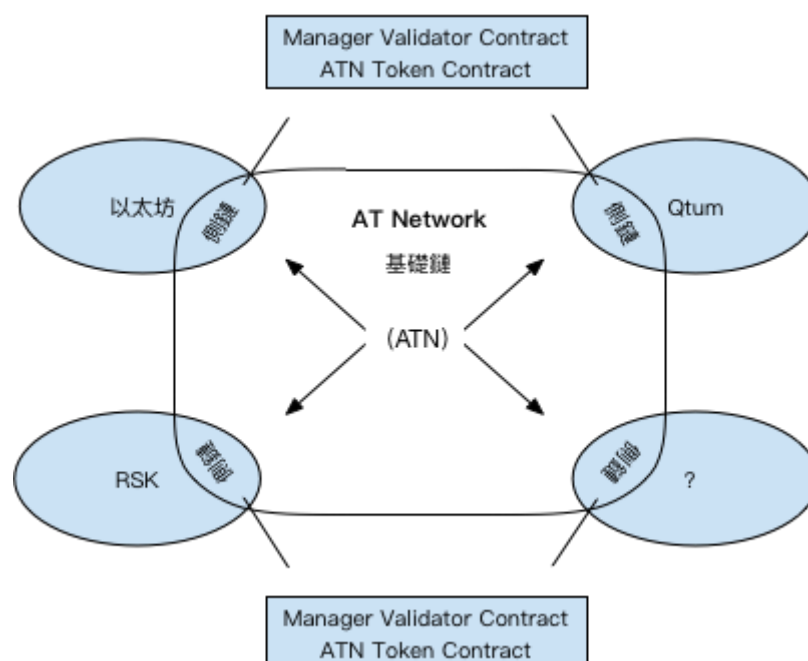 Manager Validator Contract
ATN Token Contract
以太坊
側鏈
AT Network
基礎鏈
側鏈
Qtum
(ATN)
RSK
側鏈
側鏈
?
Manager Validator Contract
ATN Token Contract